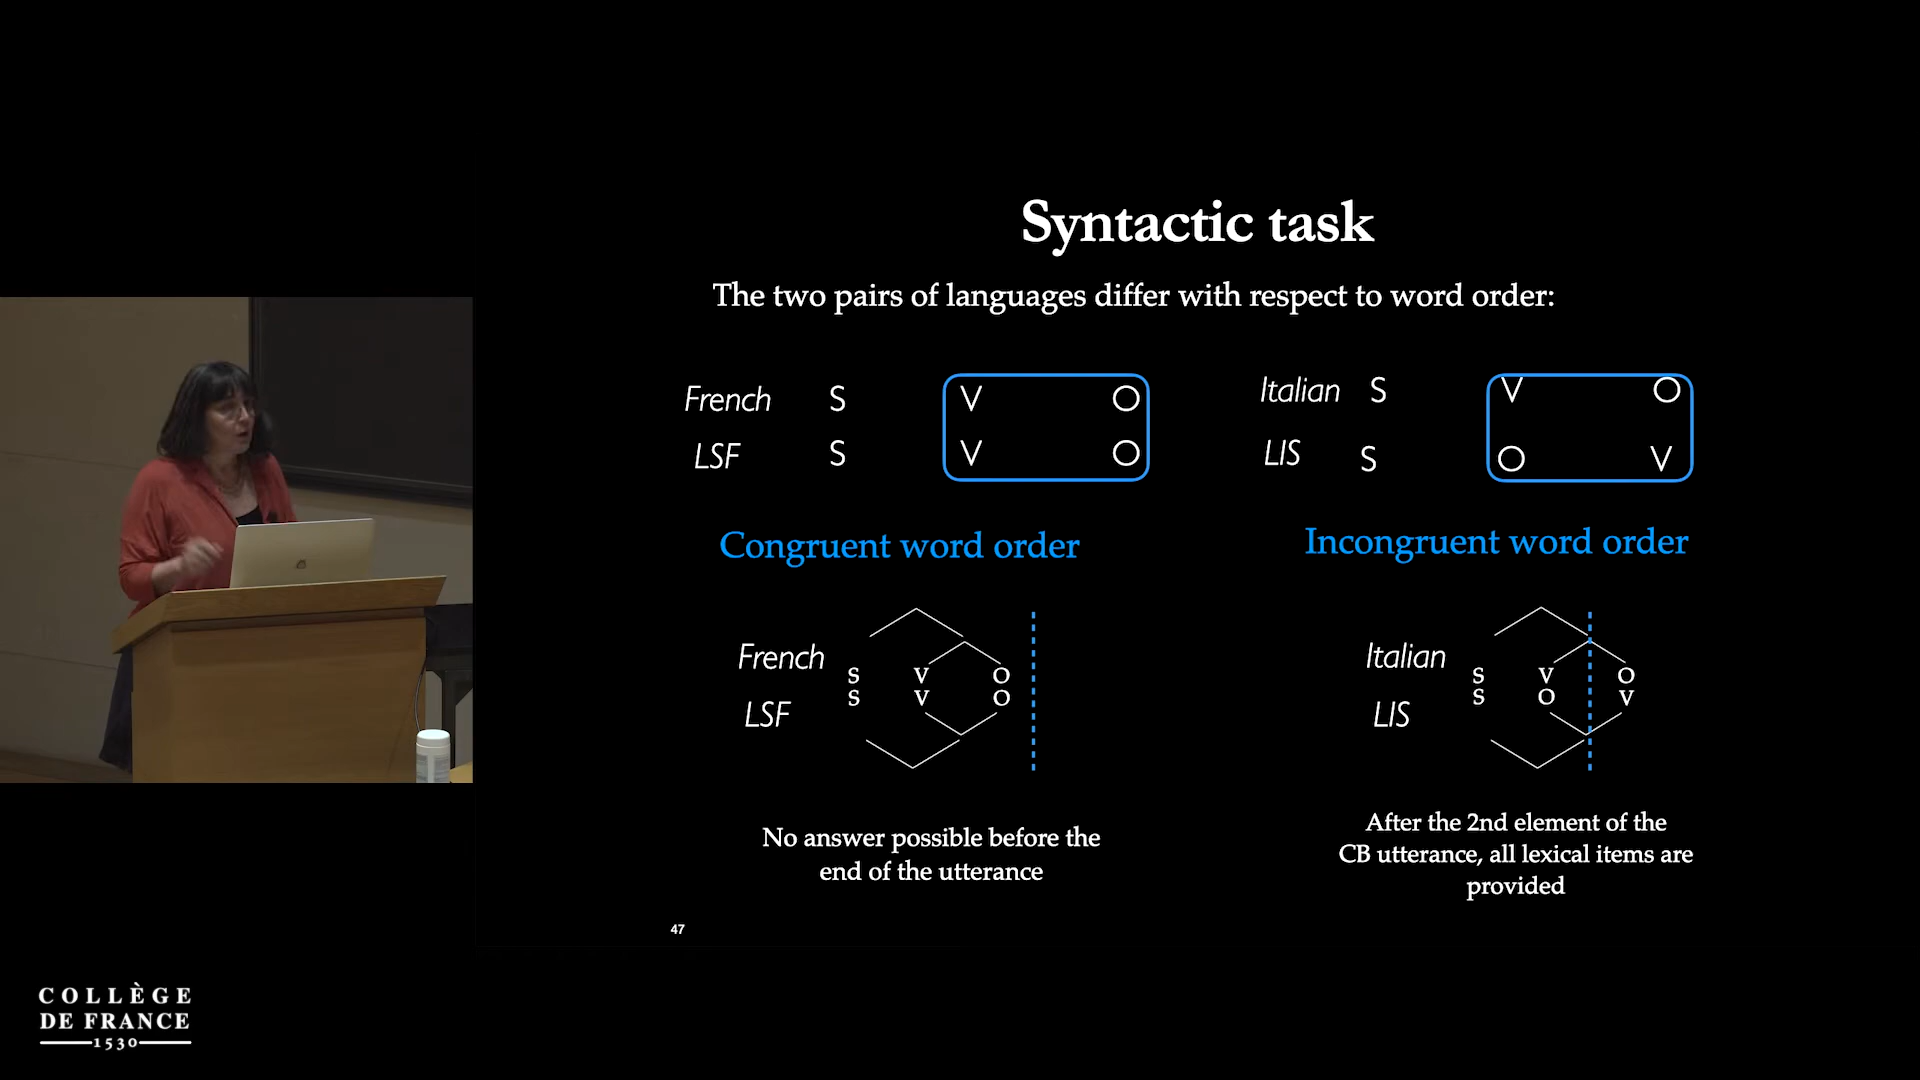 Syntactic task
The two pairs of languages differ with respect to word order:
French S V O
LSF S V O
Italian S V O
LIS S O V
Congruent word order
Incongruent word order
French
S V O
S V O
LSF
Italian
S V O
S O V
LIS
No answer possible before the
end of the utterance
After the 2nd element of the
CB utterance, all lexical items are
provided
47
COLLÈGE
DE FRANCE
1530